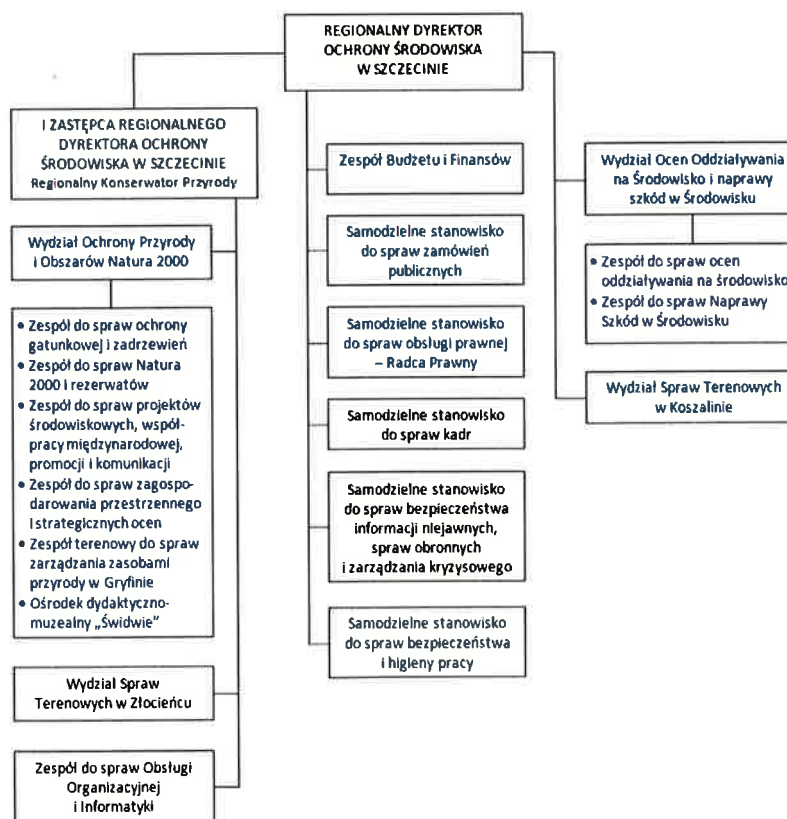 REGIONALNY DYREKTOR
OCHRONY ŚRODOWISKA
W SZCZECINIE
I ZASTĘPCA REGIONALNEGO
DYREKTORA OCHRONY
ŚRODOWISKA W SZCZECINIE
Regionalny Konserwator Przyrody
Wydział Ochrony Przyrody
i Obszarów Natura 2000
• Zespół do spraw ochrony
gatunkowej i zadrzewień
• Zespół do spraw Natura
2000 i rezerwatów
• Zespół do spraw projektów
środowiskowych, współ-
pracy międzynarodowej,
promocji i komunikacji
• Zespół do spraw zagospo-
darowania przestrzennego
i strategicznych ocen
• Zespół terenowy do spraw
zarządzania zasobami
przyrody w Gryfinie
• Ośrodek dydaktyczno-
muzealny „Świdwie”
Wydział Spraw
Terenowych w Złocieńcu
Zespół do spraw Obsługi
Organizacyjnej
i Informatyki
Zespół Budżetu i Finansów
Samodzielne stanowisko
do spraw zamówień
publicznych
Samodzielne stanowisko
do spraw obsługi prawnej
– Radca Prawny
Samodzielne stanowisko
do spraw kadr
Samodzielne stanowisko
do spraw bezpieczeństwa
informacji niejawnych,
spraw obronnych
i zarządzania kryzysowego
Samodzielne stanowisko
do spraw bezpieczeństwa
i higieny pracy
Wydział Ocen Oddziaływania
na Środowisko i naprawy
szkód w Środowisku
• Zespół do spraw ocen
oddziaływania na środowisko
• Zespół do spraw Naprawy
Szkód w Środowisku
Wydział Spraw Terenowych
w Koszalinie